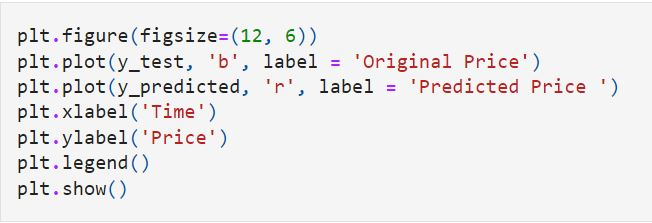 plt.figure(figsize=(12, 6))
plt.plot(y_test, 'b', label = 'Original Price')
plt.plot(y_predicted, 'r', label = 'Predicted Price ')
plt.xlabel('Time')
plt.ylabel('Price')
plt.legend()
plt.show()